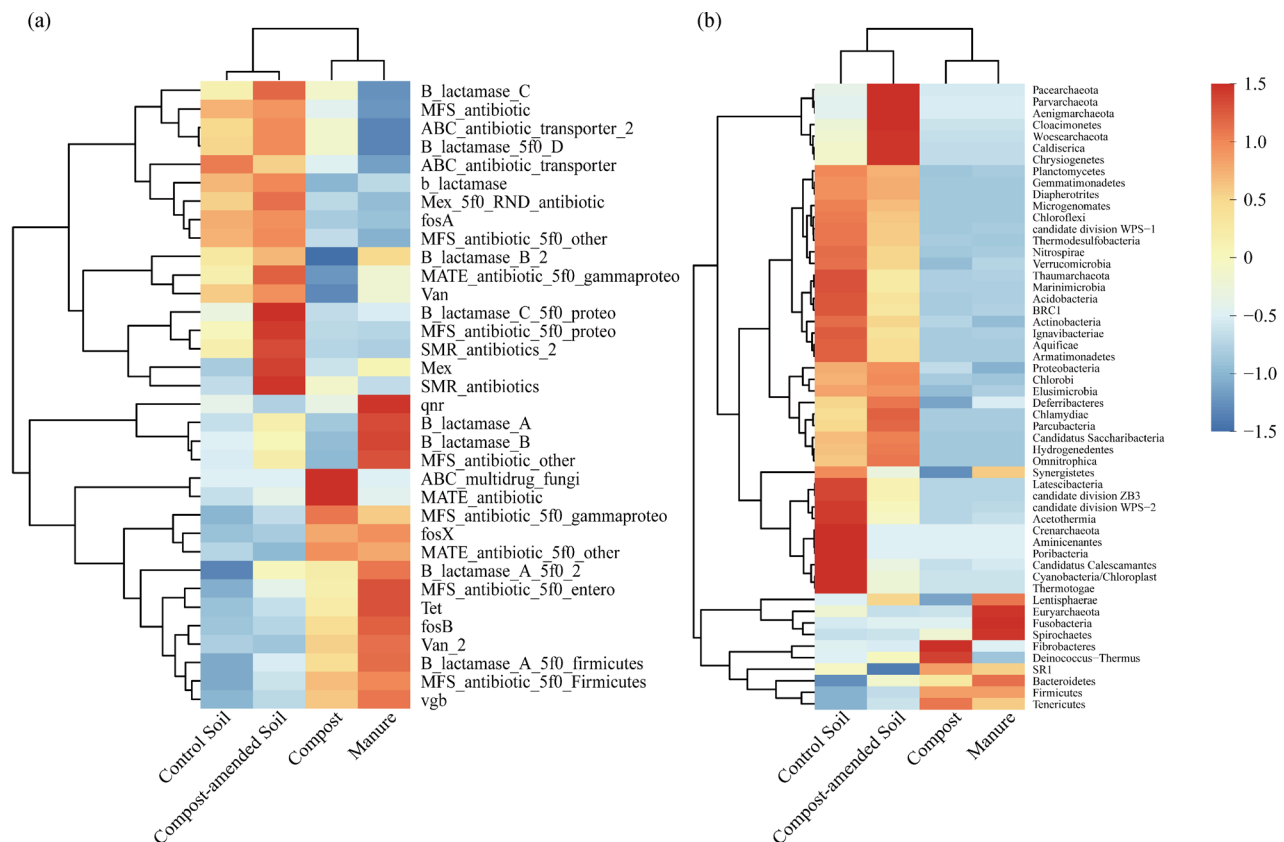 (a)
B_lactamase_C
MFS_antibiotic
ABC_antibiotic_transporter_2
B_lactamase_5f0_D
ABC_antibiotic_transporter
b_lactamase
Mex_5f0_RND_antibiotic
fosA
MFS_antibiotic_5f0_other
B_lactamase_B_2
MATE_antibiotic_5f0_gammaproteo
Van
B_lactamase_C_5f0_proteo
MFS_antibiotic_5f0_proteo
SMR_antibiotics_2
Mex
SMR_antibiotics
qnr
B_lactamase_A
B_lactamase_B
MFS_antibiotic_other
ABC_multidrug_fungi
MATE_antibiotic
MFS_antibiotic_5f0_gammaproteo
fosX
MATE_antibiotic_5f0_other
B_lactamase_A_5f0_2
MFS_antibiotic_5f0_entero
Tet
fosB
Van_2
B_lactamase_A_5f0_firmicutes
MFS_antibiotic_5f0_Firmicutes
vgb
Control Soil
Compost-amended Soil
Compost
Manure
(b)
Pacearchaeota
Parvarchaeota
Aenigmarchaeota
Cloacimonetes
Woesearchaeota
Caldiserica
Chrysiogenetes
Planctomycetes
Gemmatimonadetes
Diapherotrites
Microgenomates
Chloroflexi
candidate division WPS-1
Thermodesulfobacteria
Nitrospirae
Verrucomicrobia
Thaumarchaeota
Marinimicrobia
Acidobacteria
BRC1
Actinobacteria
Ignavibacteriae
Aquificae
Armatimonadetes
Proteobacteria
Chlorobi
Elusimicrobia
Deferribacteres
Chlamydiae
Parcubacteria
Candidatus Saccharibacteria
Hydrogenedentes
Omnitrophica
Synergistetes
Latescibacteria
candidate division ZB3
candidate division WPS-2
Acetothermia
Crenarchaeota
Aminicenantes
Poribacteria
Candidatus Calescamantes
Cyanobacteria/Chloroplast
Thermotogae
Lentisphaerae
Euryarchaeota
Fusobacteria
Spirochaetes
Fibrobacteres
Deinococcus−Thermus
SR1
Bacteroidetes
Firmicutes
Tenericutes
Control Soil
Compost-amended Soil
Compost
Manure
1.5
1.0
0.5
0
−0.5
−1.0
−1.5